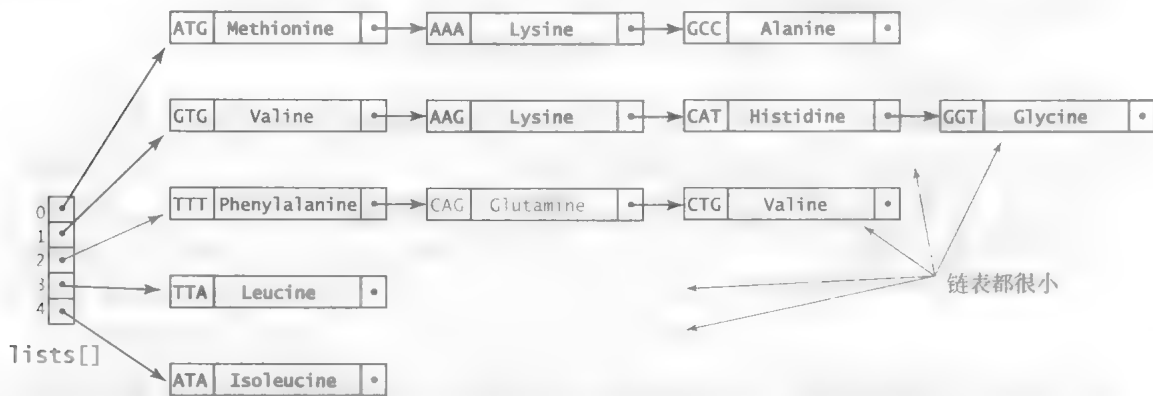 ATG Methionine AAA Lysine GCC Alanine
GTG Valine AAG Lysine CAT Histidine GGT Glycine
TTT Phenylalanine CAG Glutamine CTG Valine
0
1
2
3
4
TTA Leucine
链表都很小
lists[]
ATA Isoleucine